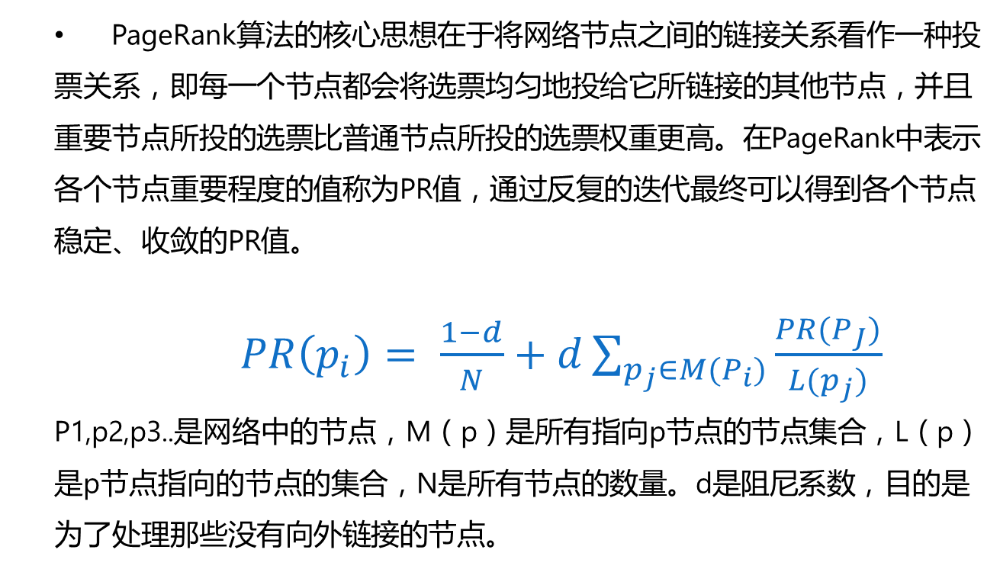 • PageRank算法的核心思想在于将网络节点之间的链接关系看作一种投
票关系，即每一个节点都会将选票均匀地投给它所链接的其他节点，并且
重要节点所投的选票比普通节点所投的选票权重更高。在PageRank中表示
各个节点重要程度的值称为PR值，通过反复的迭代最终可以得到各个节点
稳定、收敛的PR值。
PR(p_i) = \frac{1-d}{N} + d \sum_{p_j∈M(P_i)} \frac{PR(P_J)}{L(p_j)}
P1,p2,p3..是网络中的节点，M（p）是所有指向p节点的节点集合，L（p）
是p节点指向的节点的集合，N是所有节点的数量。d是阻尼系数，目的是
为了处理那些没有向外链接的节点。